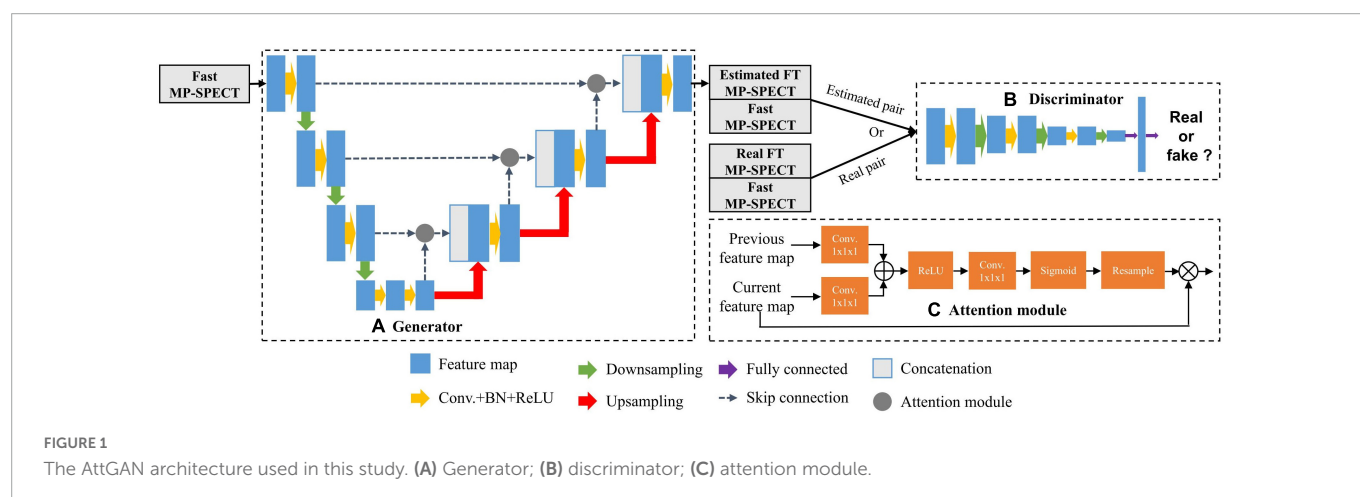 Fast
MP-SPECT
A Generator
Estimated FT
MP-SPECT
Fast
MP-SPECT
Real FT
MP-SPECT
Fast
MP-SPECT
Estimated pair
Or
Real pair
B Discriminator
Real
or
fake ?
Previous
feature map
Current
feature map
Conv.
1x1x1
Conv.
1x1x1
ReLU
Conv.
1x1x1
Sigmoid
Resample
C Attention module
Feature map
Downsampling
Fully connected
Concatenation
Conv.+BN+ReLU
Upsampling
Skip connection
Attention module
FIGURE 1
The AttGAN architecture used in this study. (A) Generator; (B) discriminator; (C) attention module.